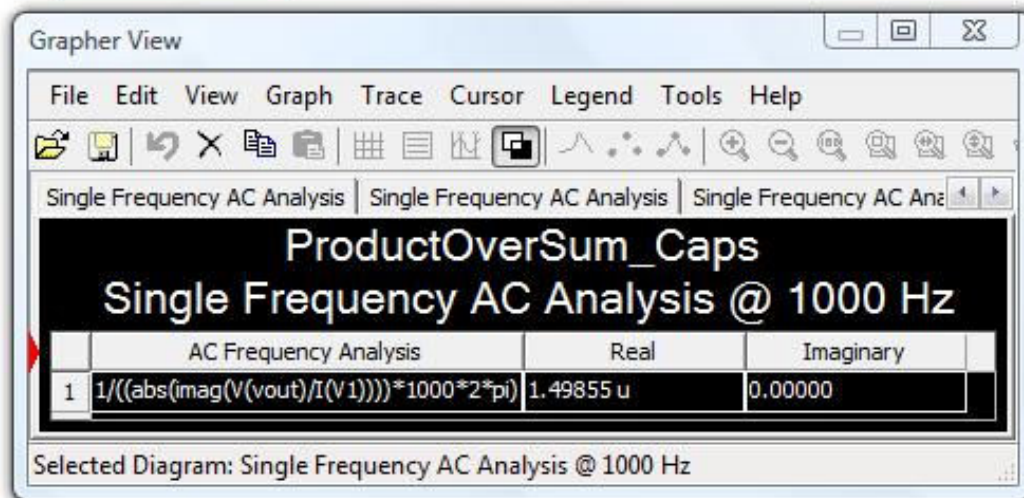 Grapher View
File Edit View Graph Trace Cursor Legend Tools Help
Single Frequency AC Analysis Single Frequency AC Analysis Single Frequency AC Ana
ProductOverSum_Caps
Single Frequency AC Analysis @ 1000 Hz
AC Frequency Analysis Real Imaginary
1 1/((abs(imag(V(vout)/I(V1))))*1000*2*pi) 1.49855 u 0.00000
Selected Diagram: Single Frequency AC Analysis @ 1000 Hz